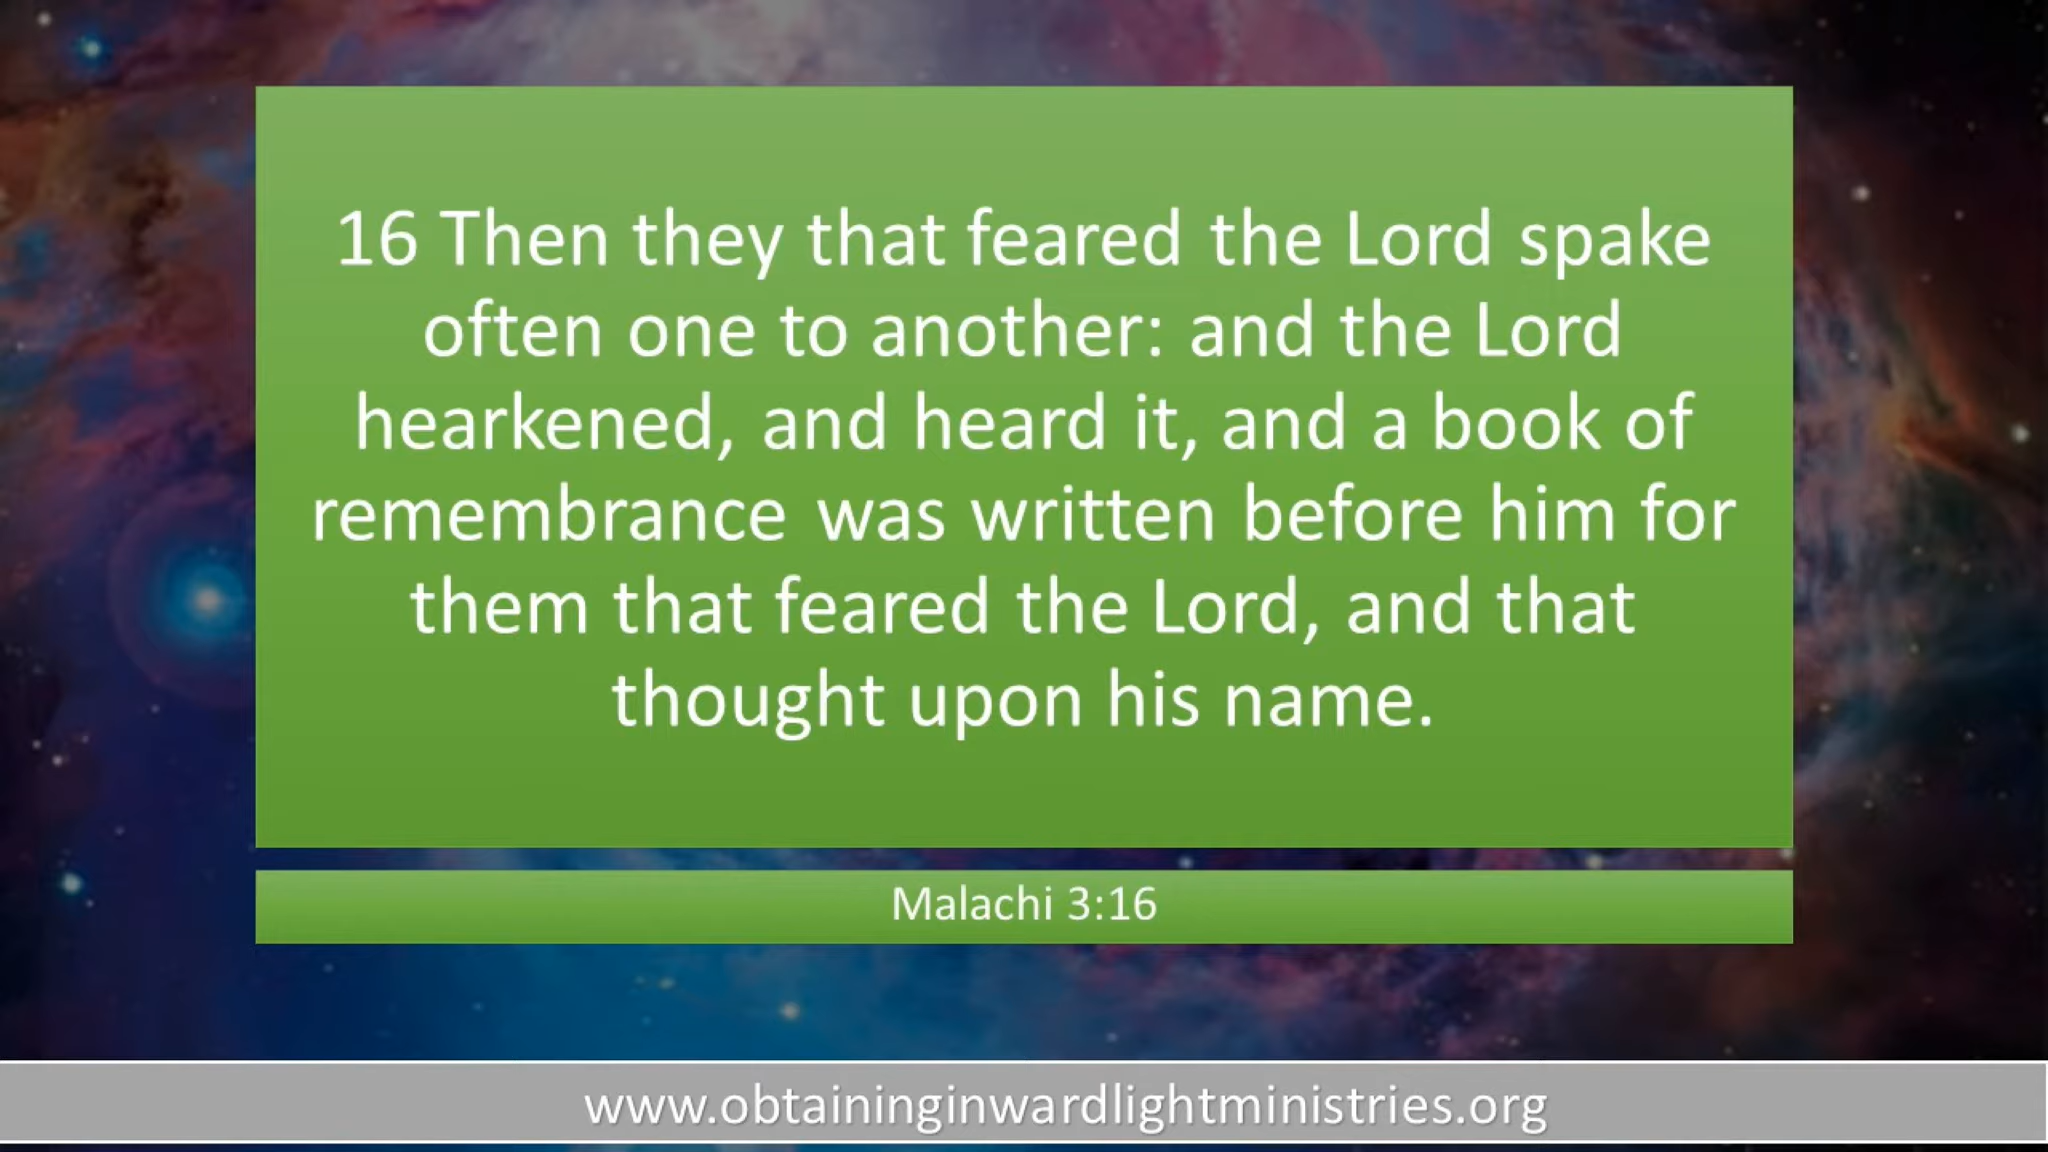 16 Then they that feared the Lord spake
often one to another: and the Lord
hearkened, and heard it, and a book of
remembrance was written before him for
them that feared the Lord, and that
thought upon his name.
Malachi 3:16
www.obtaininginwardlightministries.org